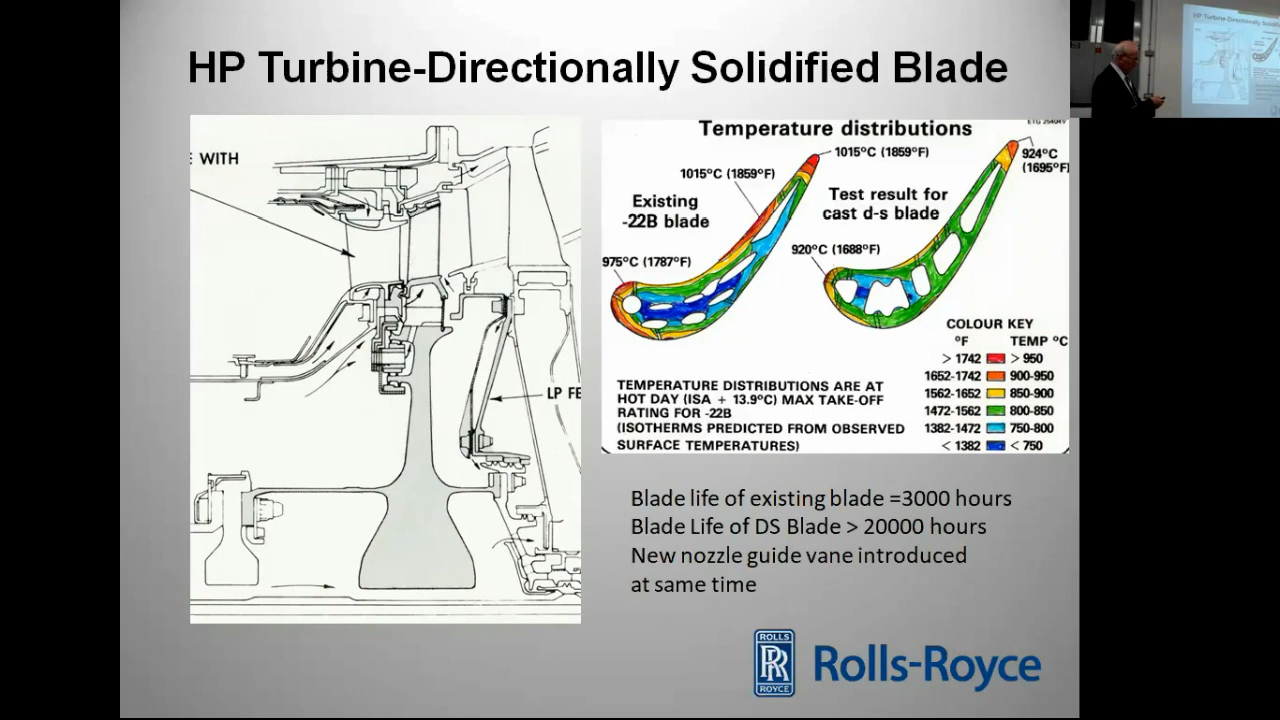 HP Turbine-Directionally Solidified Blade
E WITH
LP FE
Temperature distributions
1015°C (1859°F)
1015°C (1859°F)
Existing
-22B blade
975°C (1787°F)
924°C
(1695°F)
Test result for
cast d-s blade
920°C (1688°F)
COLOUR KEY
°F TEMP °C
> 1742 > 950
1652-1742 900-950
1562-1652 850-900
1472-1562 800-850
1382-1472 750-800
< 1382 < 750
TEMPERATURE DISTRIBUTIONS ARE AT
HOT DAY (ISA + 13.9°C) MAX TAKE-OFF
RATING FOR -22B
(ISOTHERMS PREDICTED FROM OBSERVED
SURFACE TEMPERATURES)
Blade life of existing blade =3000 hours
Blade Life of DS Blade > 20000 hours
New nozzle guide vane introduced
at same time
ROLLS
RR
ROYCE
Rolls-Royce
HP Turbine-Directionally Solidifi